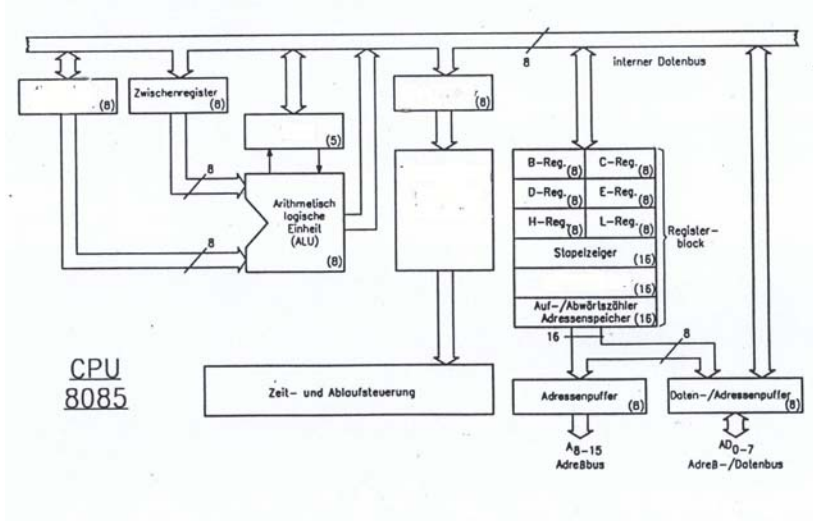 8
interner Datenbus
(8)
Zwischenregister
(8)
(8)
(5)
8
Arithmetisch
logische
Einheit
(ALU)
(8)
8
B-Reg. (8)
C-Reg. (8)
D-Reg. (8)
E-Reg. (8)
H-Reg. (8)
L-Reg. (8)
Register-
block
Stapelzeiger
(16)
(16)
Auf-/Abwärtszähler
Adressenspeicher (16)
16
8
CPU
8085
Zeit- und Ablaufsteuerung
Adressenpuffer
(8)
Daten-/Adressenpuffer
(8)
A8-15
Adreßbus
AD0-7
Adreß-/Datenbus